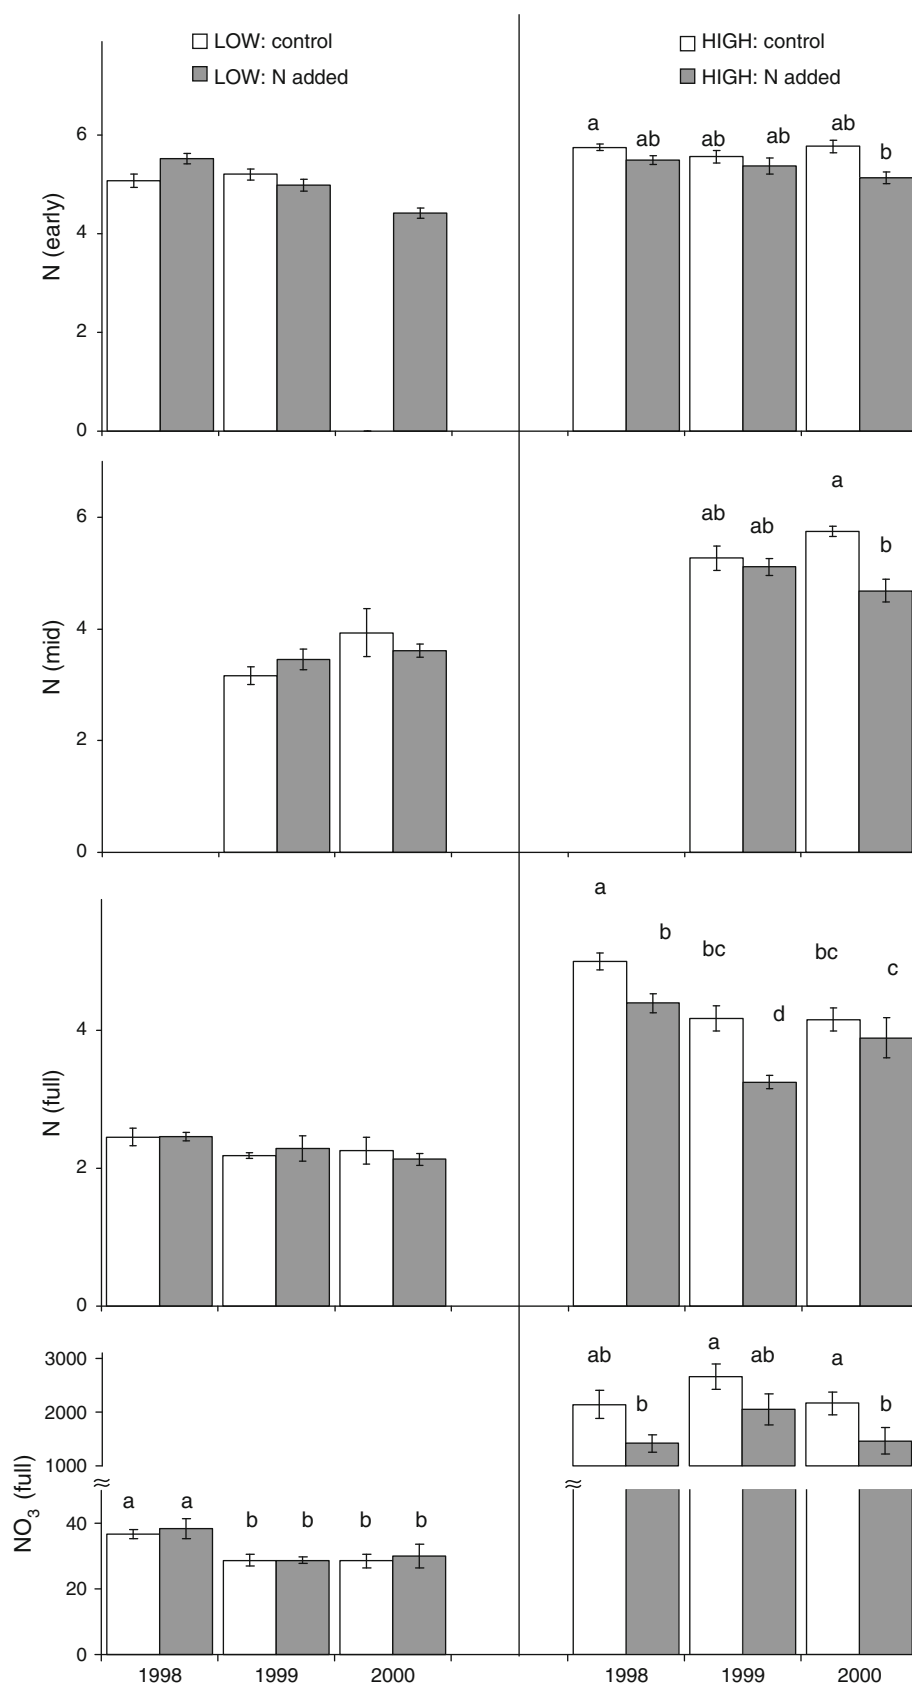 LOW: control
LOW: N added
HIGH: control
HIGH: N added
N (early)
6
4
2
0
a ab ab ab ab b
N (mid)
6
4
2
0
ab ab a b
N (full)
4
2
0
a b bc d bc c
NO3 (full)
3000
2000
1000
≈ ≈
40
20
0
ab b a ab a b
a a b b b b
1998 1999 2000 1998 1999 2000